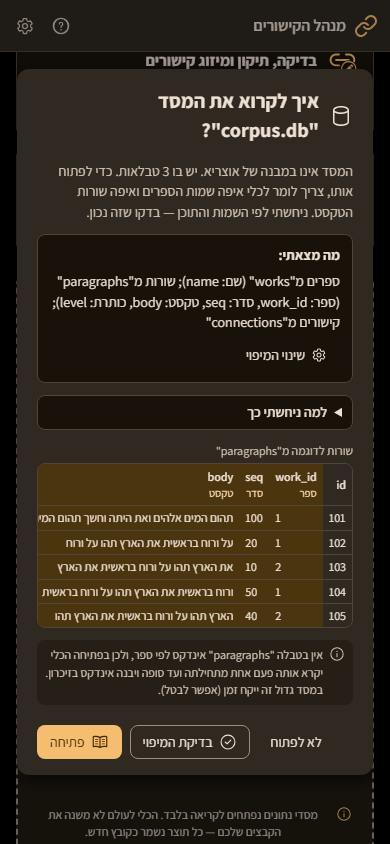 מנהל הקישורים
בדיקה, תיקון ומיזוג קישורים
איך לקרוא את המסד
"corpus.db"?
המסד אינו במבנה של אוצריא. יש בו 3 טבלאות. כדי לפתוח
אותו, צריך לומר לכלי איפה שמות הספרים ואיפה שורות
הטקסט. ניחשתי לפי השמות והתוכן — בדקו שזה נכון.
מה מצאתי:
ספרים מ"works" (שם: name); שורות מ"paragraphs"
(ספר: work_id, סדר: seq, טקסט: body, כותרת: level);
קישורים מ"connections"
שינוי המיפוי
למה ניחשתי כך
שורות לדוגמה מ"paragraphs"
id work_id seq body
ספר סדר טקסט
101 1 100 תהום המים אלהים ואת היתה וחשך תהום המי
102 1 20 על ורוח בראשית את הארץ תהו על ורוח
103 2 10 את הארץ תהו על ורוח בראשית את הארץ
104 1 50 ורוח בראשית את הארץ תהו על ורוח בראשית
105 2 40 הארץ תהו על ורוח בראשית את הארץ תהו
אין בטבלה "paragraphs" אינדקס לפי ספר, ולכן בפתיחה הכלי
יקרא אותה פעם אחת מתחילתה ועד סופה ויבנה אינדקס בזיכרון.
במסד גדול זה ייקח זמן (אפשר לבטל).
לא לפתוח
בדיקת המיפוי
פתיחה
מסדי נתונים נפתחים לקריאה בלבד. הכלי לעולם לא משנה את
הקבצים שלכם — כל תוצר נשמר כקובץ חדש.